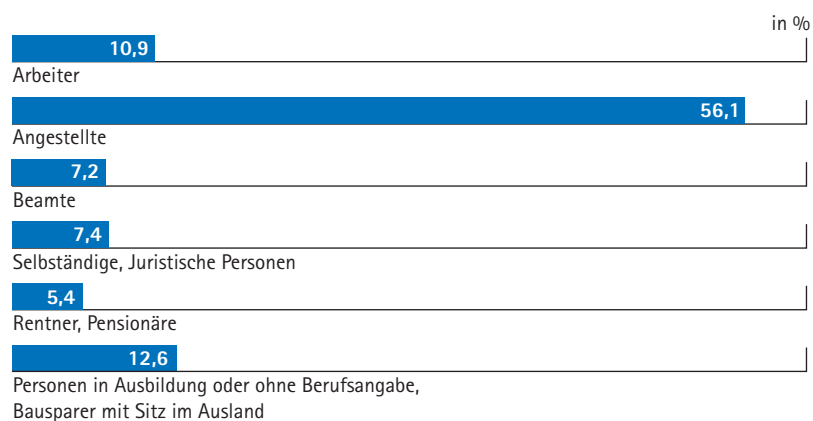 in %
10,9
Arbeiter
56,1
Angestellte
7,2
Beamte
7,4
Selbständige, Juristische Personen
5,4
Rentner, Pensionäre
12,6
Personen in Ausbildung oder ohne Berufsangabe,
Bausparer mit Sitz im Ausland